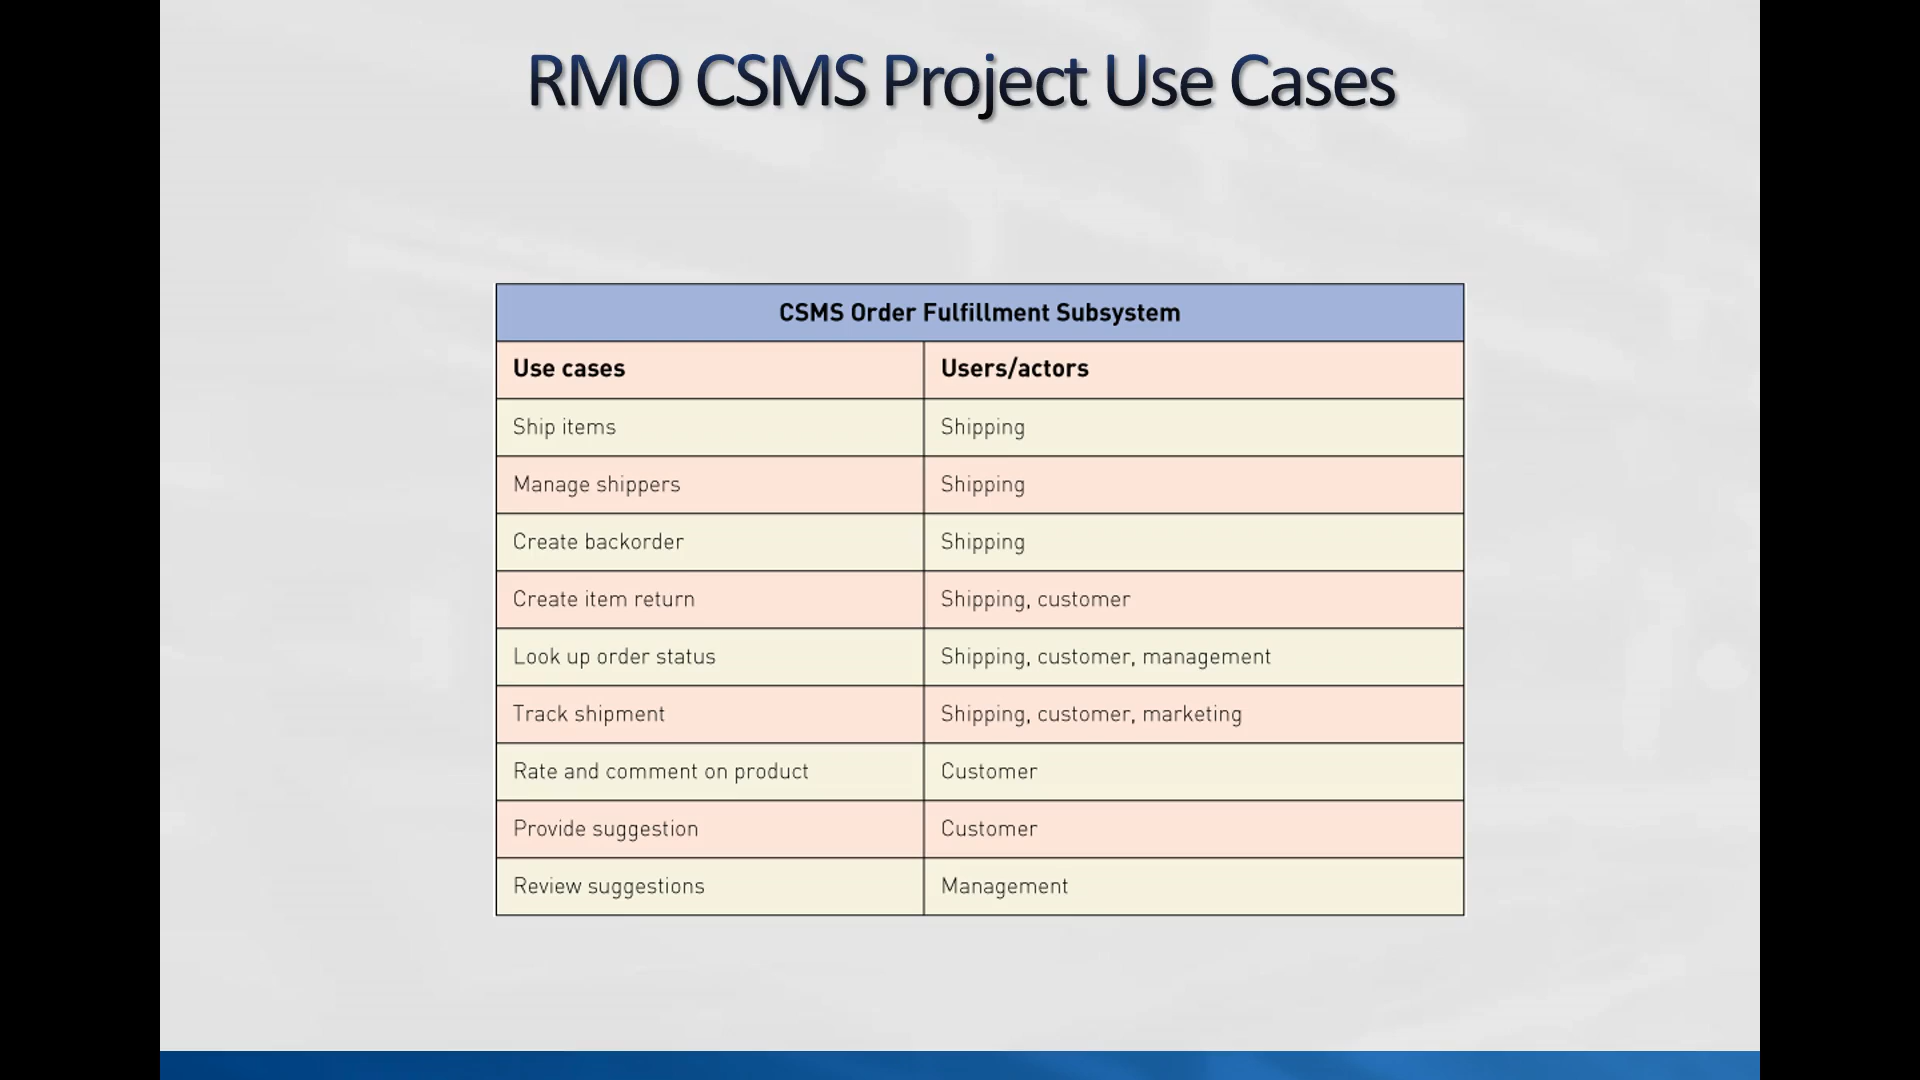 RMO CSMS Project Use Cases
CSMS Order Fulfillment Subsystem
Use cases Users/actors
Ship items Shipping
Manage shippers Shipping
Create backorder Shipping
Create item return Shipping, customer
Look up order status Shipping, customer, management
Track shipment Shipping, customer, marketing
Rate and comment on product Customer
Provide suggestion Customer
Review suggestions Management